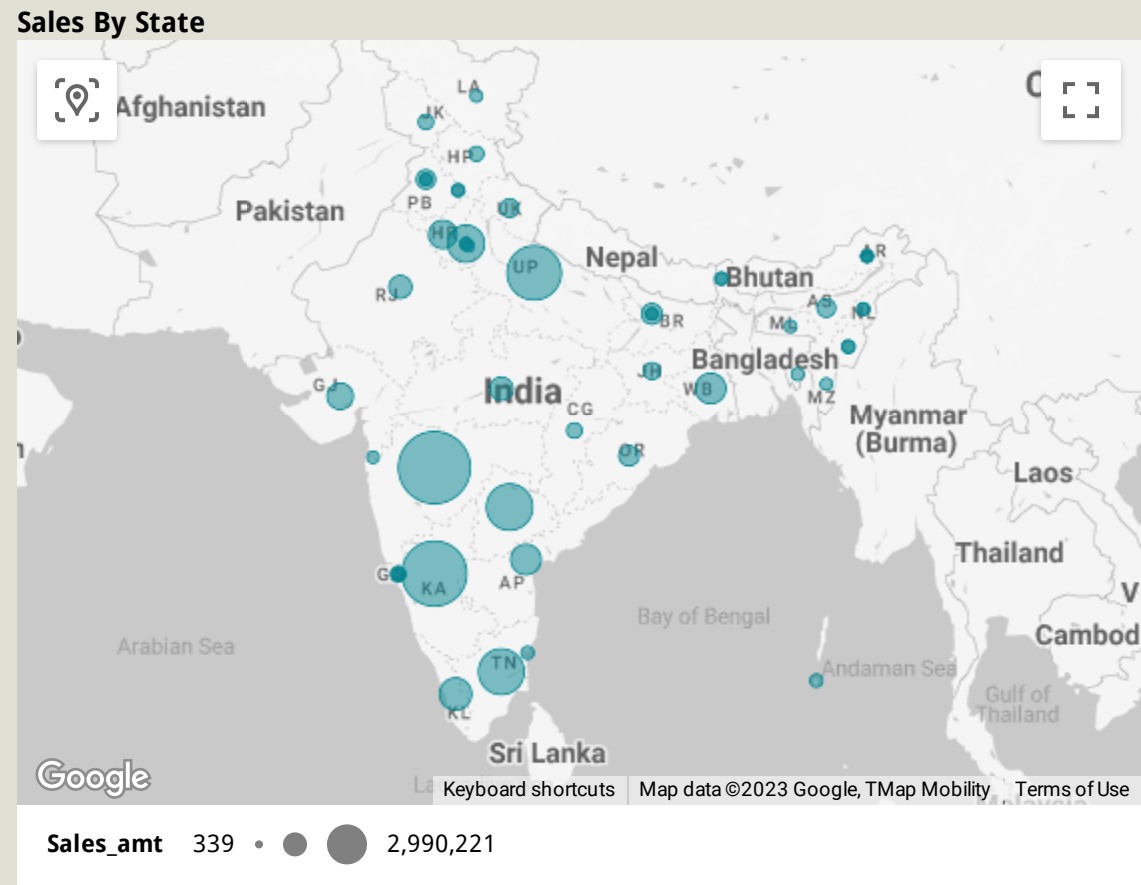 Sales By State
LA
Afghanistan
JK
HP
PB
Pakistan
UK
HR
Nepal
AR
UP
Bhutan
RJ
AS
NL
BR
ML
Bangladesh
JH
GJ
India
WB
MZ
CG
Myanmar
(Burma)
OR
Laos
Thailand
G
KA
AP
Bay of Bengal
Cambod
Arabian Sea
TN
Andaman Sea
Gulf of
Thailand
KL
Sri Lanka
Google
Keyboard shortcuts
Map data ©2023 Google, TMap Mobility
Terms of Use
Sales_amt 339 2,990,221